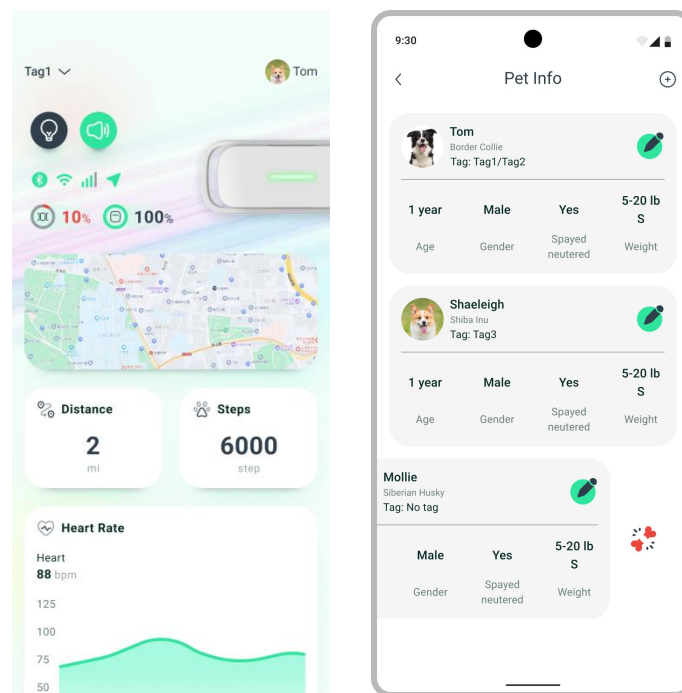 Tag1
Tom
10%
100%
Distance
2
mi
Steps
6000
step
Heart Rate
Heart
88 bpm
125
100
75
50
9:30
Pet Info
Tom
Border Collie
Tag: Tag1/Tag2
1 year
Male
Yes
5-20 lb
S
Age
Gender
Spayed
neutered
Weight
Shaeleigh
Shiba Inu
Tag: Tag3
1 year
Male
Yes
5-20 lb
S
Age
Gender
Spayed
neutered
Weight
Mollie
Siberian Husky
Tag: No tag
Male
Yes
5-20 lb
S
Gender
Spayed
neutered
Weight